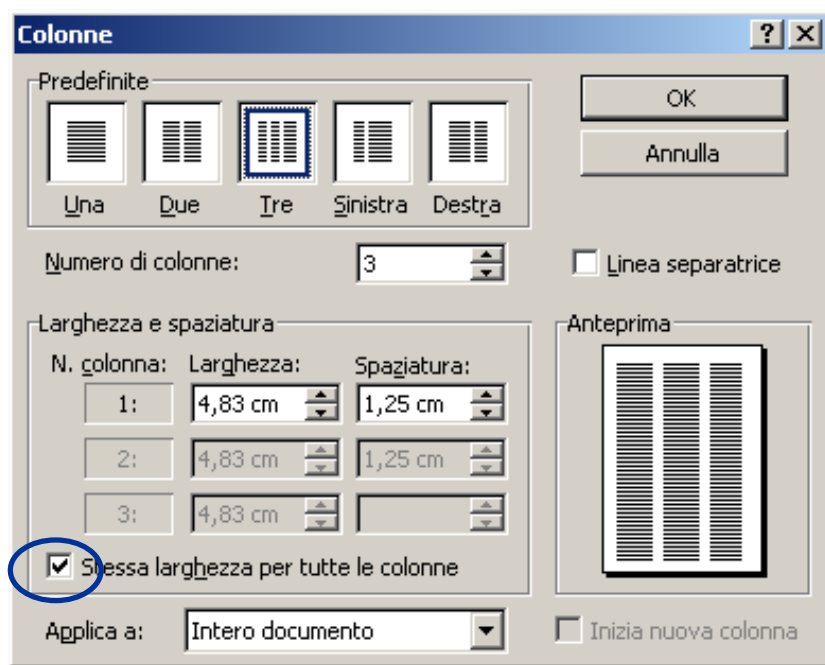 Colonne
Predefinite
Una Due Tre Sinistra Destra
OK
Annulla
Numero di colonne: 3
Linea separatrice
Larghezza e spaziatura
N. colonna: Larghezza: Spaziatura:
1: 4,83 cm 1,25 cm
2: 4,83 cm 1,25 cm
3: 4,83 cm
Stessa larghezza per tutte le colonne
Anteprima
Applica a: Intero documento
Inizia nuova colonna